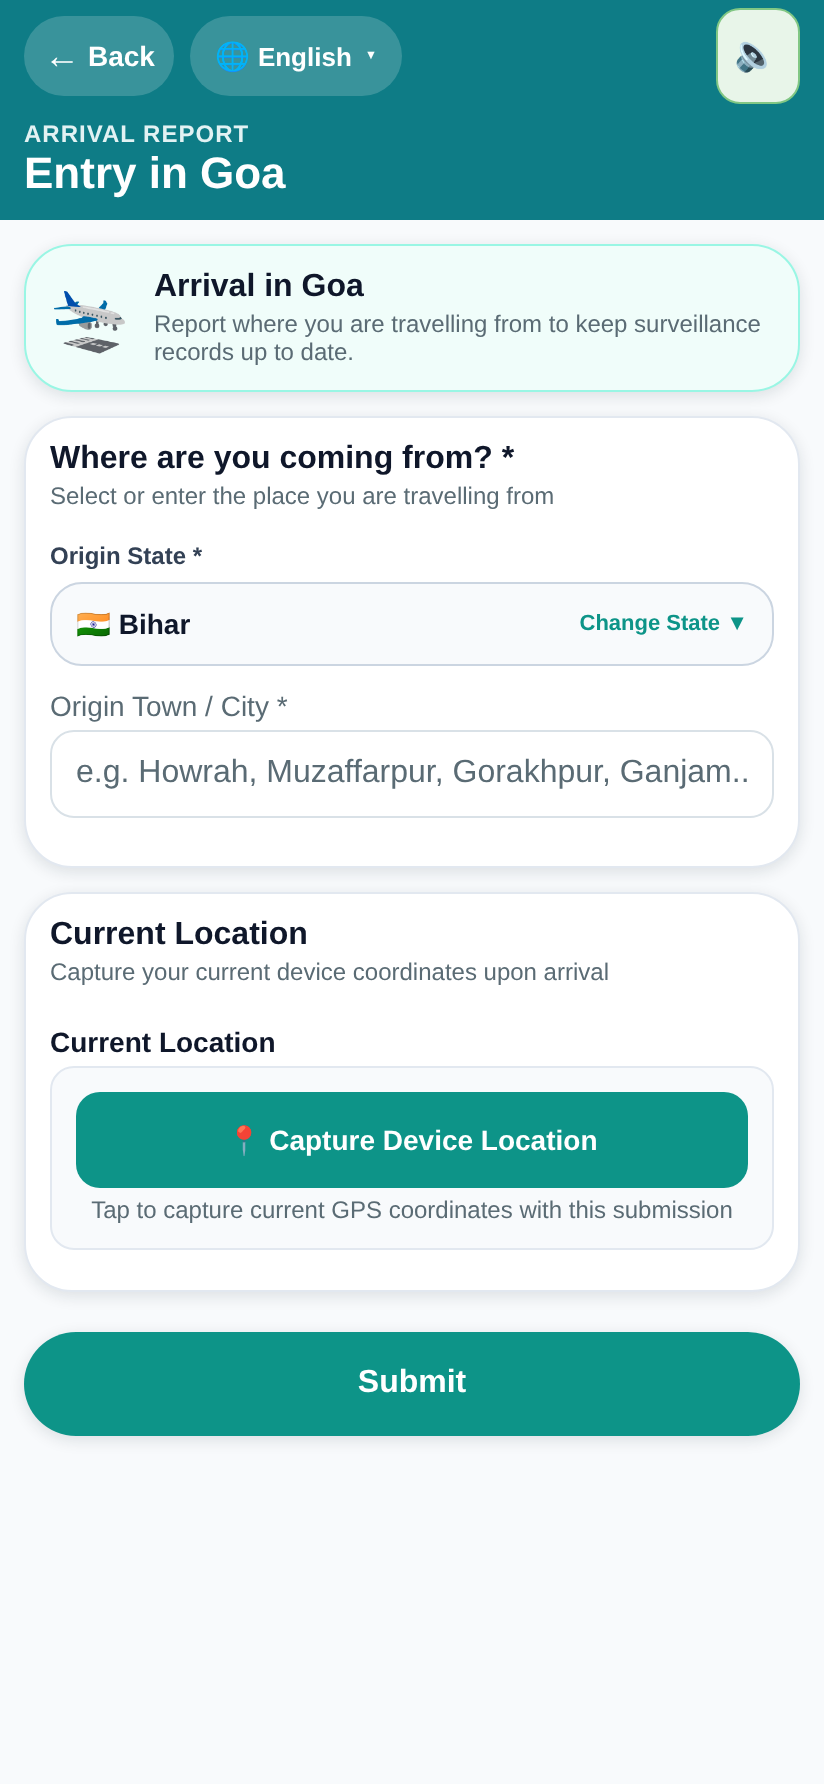 ← Back
🌐 English ▼
ARRIVAL REPORT
Entry in Goa
Arrival in Goa
Report where you are travelling from to keep surveillance
records up to date.
Where are you coming from? *
Select or enter the place you are travelling from
Origin State *
🇮🇳 Bihar
Change State ▼
Origin Town / City *
e.g. Howrah, Muzaffarpur, Gorakhpur, Ganjam..
Current Location
Capture your current device coordinates upon arrival
Current Location
📍 Capture Device Location
Tap to capture current GPS coordinates with this submission
Submit